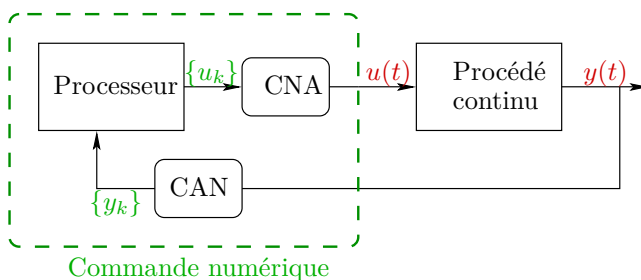 Processeur
{u_k}
CNA
u(t)
Procédé
continu
y(t)
{y_k}
CAN
Commande numérique